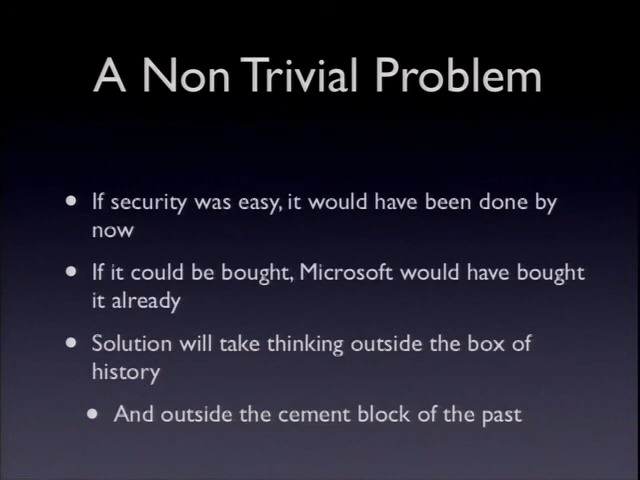 A Non Trivial Problem
• If security was easy, it would have been done by
now
• If it could be bought, Microsoft would have bought
it already
• Solution will take thinking outside the box of
history
• And outside the cement block of the past